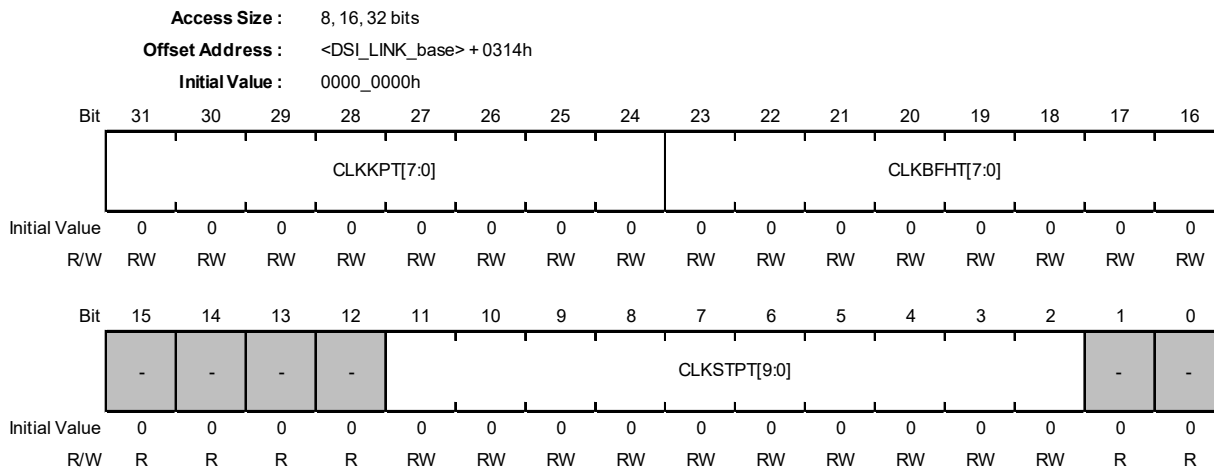 Access Size : 8, 16, 32 bits
Offset Address : <DSI_LINK_base> + 0314h
Initial Value : 0000_0000h
Bit 31 30 29 28 27 26 25 24 23 22 21 20 19 18 17 16
CLKKPT[7:0] CLKBFHT[7:0]
Initial Value 0 0 0 0 0 0 0 0 0 0 0 0 0 0 0 0
R/W RW RW RW RW RW RW RW RW RW RW RW RW RW RW RW RW
Bit 15 14 13 12 11 10 9 8 7 6 5 4 3 2 1 0
- - - - CLKSTPT[9:0] - -
Initial Value 0 0 0 0 0 0 0 0 0 0 0 0 0 0 0 0
R/W R R R R RW RW RW RW RW RW RW RW RW RW R R